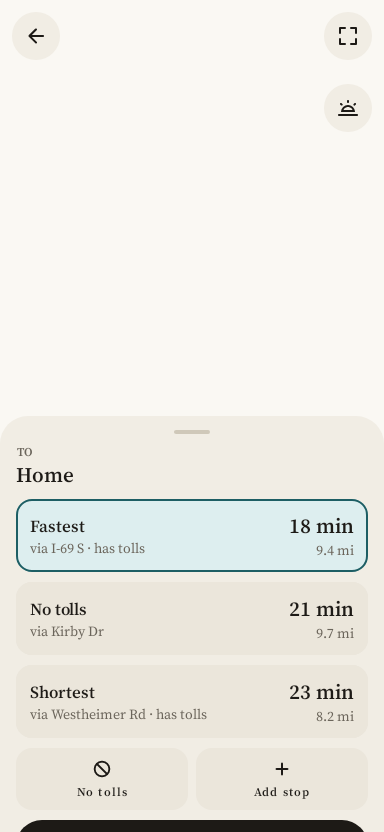 TO
Home
Fastest
18 min
via I-69 S · has tolls
9.4 mi
No tolls
21 min
via Kirby Dr
9.7 mi
Shortest
23 min
via Westheimer Rd · has tolls
8.2 mi
No tolls
Add stop